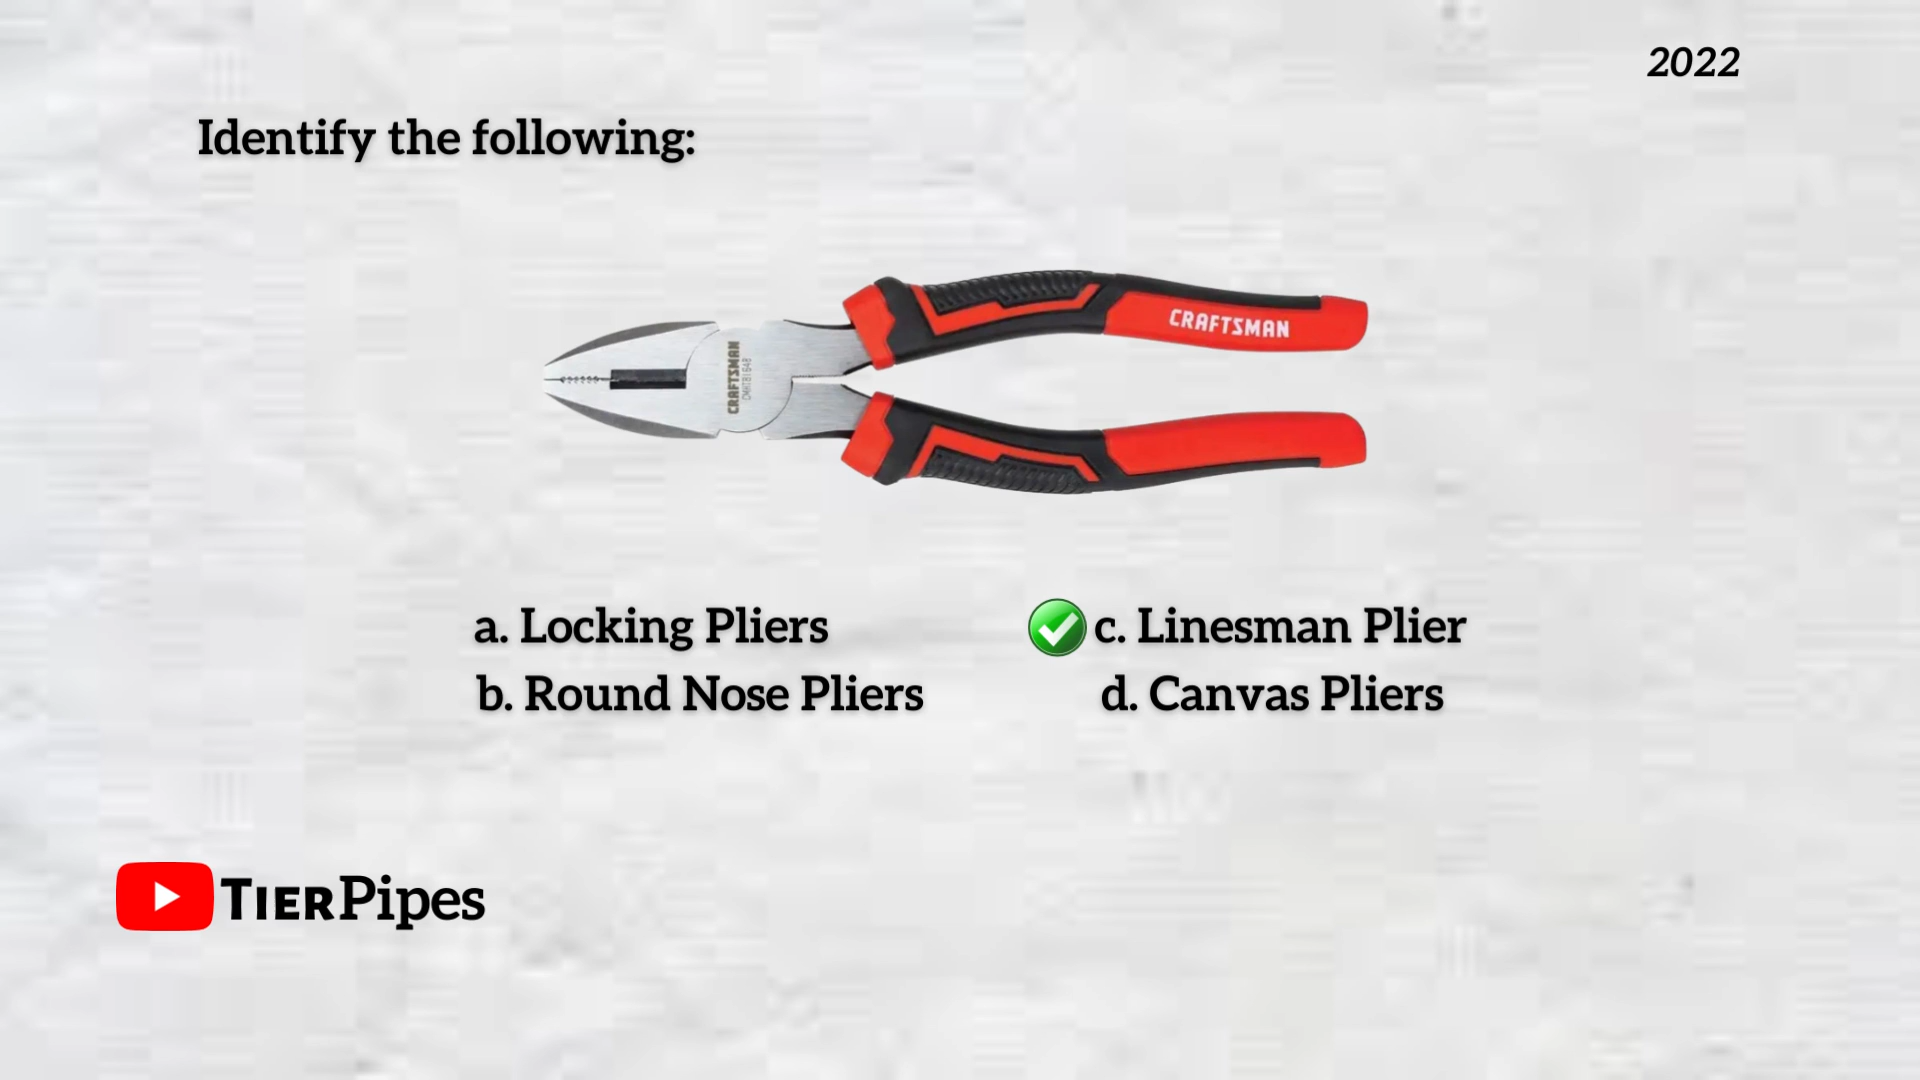 2022
Identify the following:
CRAFTSMAN
CRAFTSMAN
a. Locking Pliers
c. Linesman Plier
b. Round Nose Pliers
d. Canvas Pliers
TIERPipes